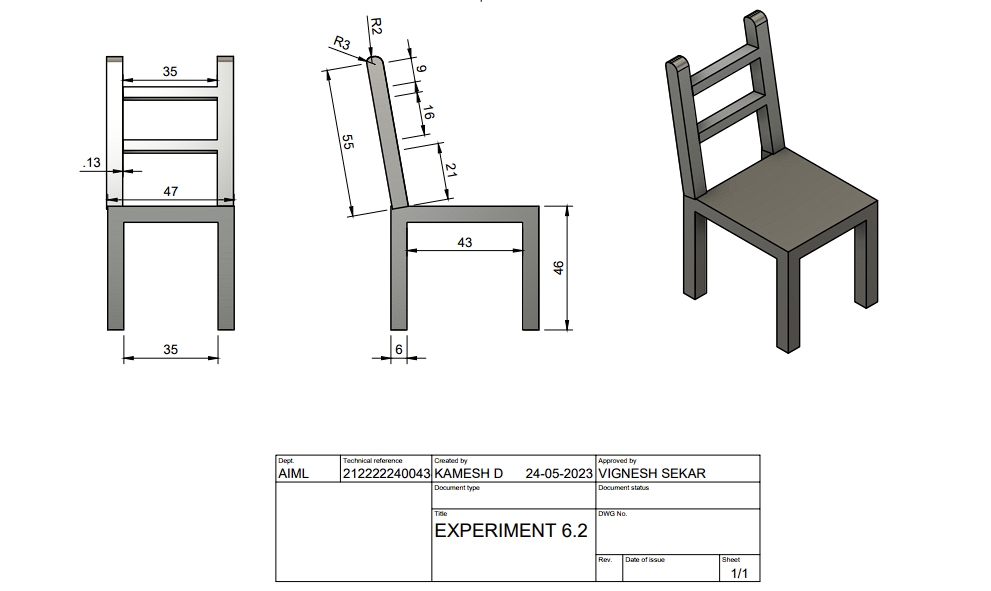 R2
R3
9
35
16
55
21
.13
47
43
46
35
6
Dept.
AIML
Technical reference
212222240043
Created by
KAMESH D 24-05-2023
Approved by
VIGNESH SEKAR
Document type
Document status
Title
EXPERIMENT 6.2
DWG No.
Rev.
Date of issue
Sheet
1/1